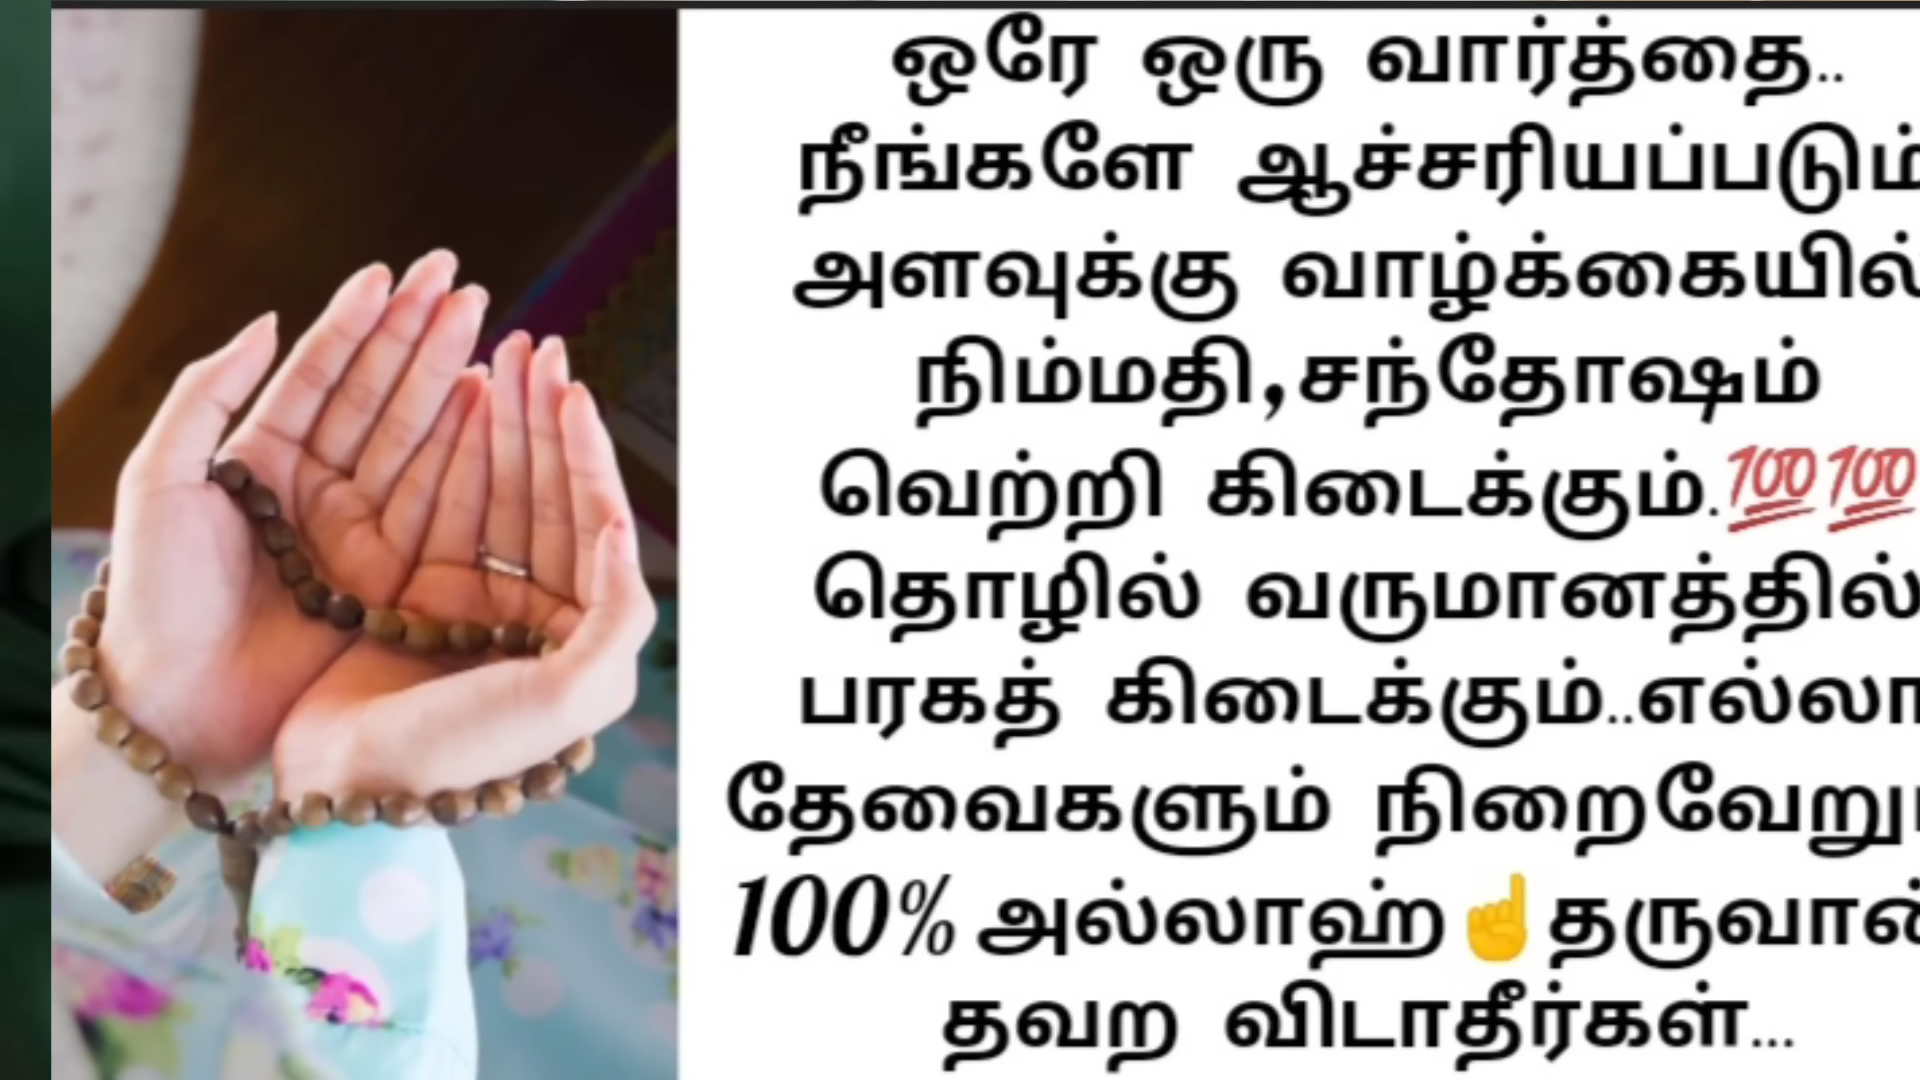 ஒரே ஒரு வார்த்தை..
நீங்களே ஆச்சரியப்படும்
அளவுக்கு வாழ்க்கையில்
நிம்மதி,சந்தோஷம்
வெற்றி கிடைக்கும்.💯💯
தொழில் வருமானத்தில்
பரகத் கிடைக்கும்..எல்லா
தேவைகளும் நிறைவேறும்
100% அல்லாஹ்☝தருவான்
தவற விடாதீர்கள்...